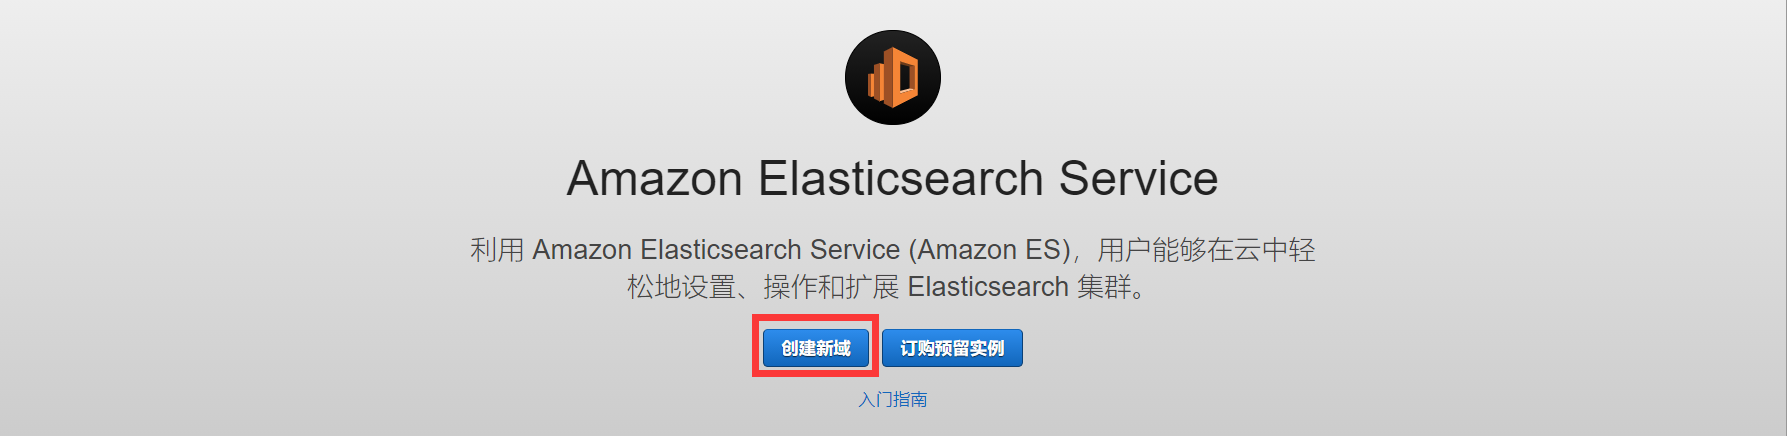 Amazon Elasticsearch Service
利用 Amazon Elasticsearch Service (Amazon ES)，用户能够在云中轻
松地设置、操作和扩展 Elasticsearch 集群。
创建新域 订购预留实例
入门指南